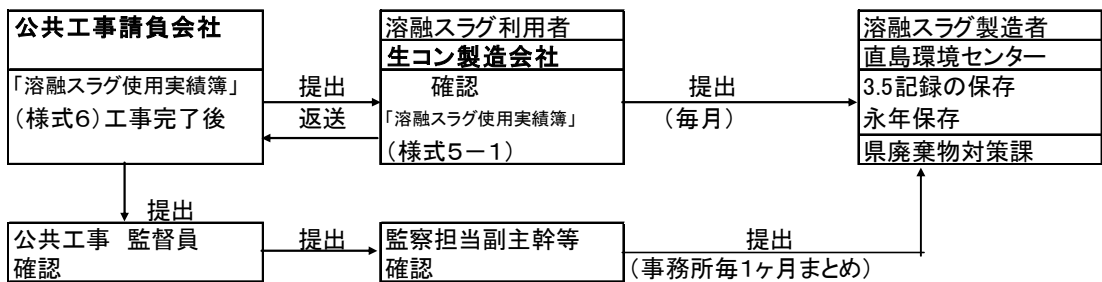 公共工事請負会社
「溶融スラグ使用実績簿」
(様式6)工事完了後
提出
返送
溶融スラグ利用者
生コン製造会社
確認
「溶融スラグ使用実績簿」
(様式5-1)
提出
(毎月)
溶融スラグ製造者
直島環境センター
3.5記録の保存
永年保存
県廃棄物対策課
提出
公共工事 監督員
確認
提出
監察担当副主幹等
確認
提出
(事務所毎1ヶ月まとめ)